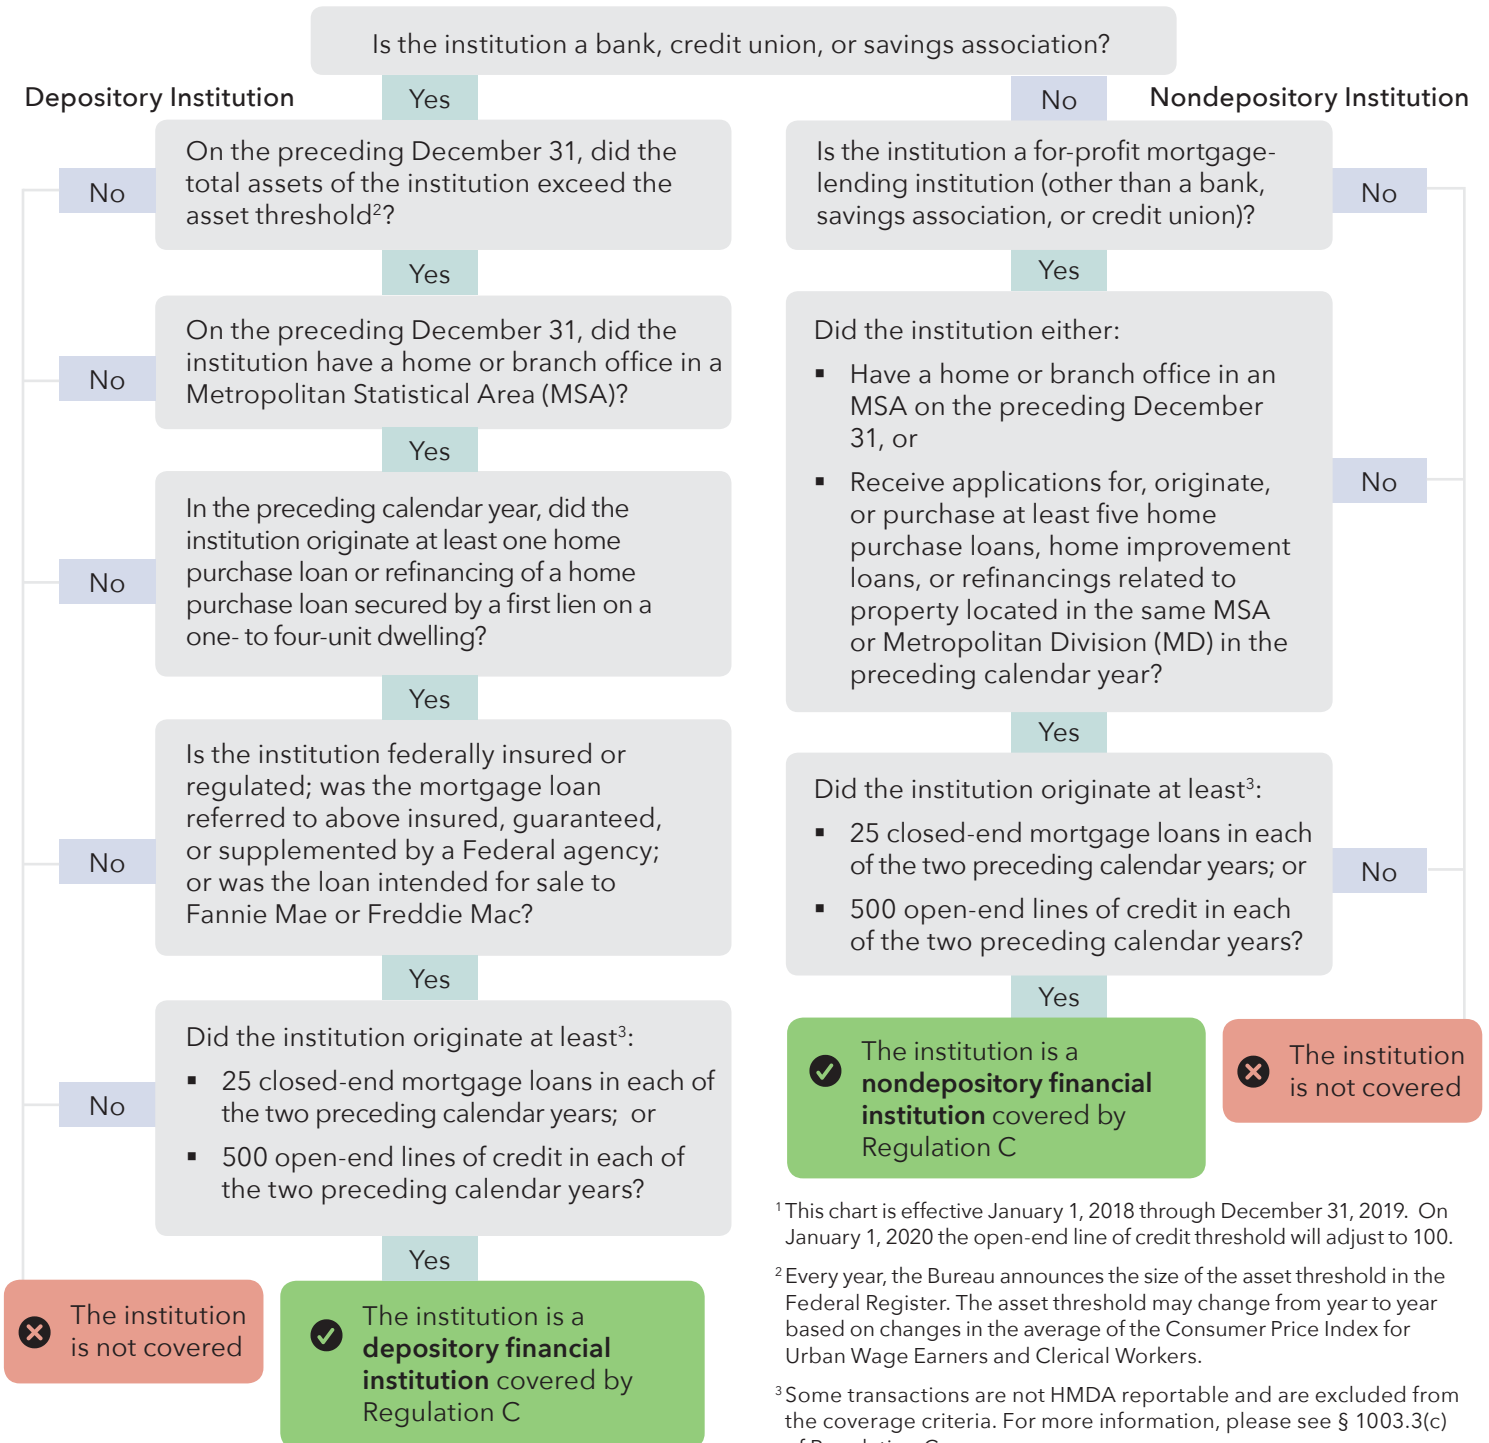 Is the institution a bank, credit union, or savings association?
Depository Institution
Yes
No
Nondepository Institution
On the preceding December 31, did the
total assets of the institution exceed the
asset threshold²?
No
Yes
On the preceding December 31, did the
institution have a home or branch office in a
Metropolitan Statistical Area (MSA)?
No
Yes
In the preceding calendar year, did the
institution originate at least one home
purchase loan or refinancing of a home
purchase loan secured by a first lien on a
one- to four-unit dwelling?
No
Yes
Is the institution federally insured or
regulated; was the mortgage loan
referred to above insured, guaranteed,
or supplemented by a Federal agency;
or was the loan intended for sale to
Fannie Mae or Freddie Mac?
No
Yes
Did the institution originate at least³:
▪ 25 closed-end mortgage loans in each of
the two preceding calendar years; or
▪ 500 open-end lines of credit in each of
the two preceding calendar years?
No
Yes
The institution
is not covered
The institution is a
depository financial
institution covered by
Regulation C
Is the institution a for-profit mortgage-
lending institution (other than a bank,
savings association, or credit union)?
No
Yes
Did the institution either:
▪ Have a home or branch office in an
MSA on the preceding December
31, or
▪ Receive applications for, originate,
or purchase at least five home
purchase loans, home improvement
loans, or refinancings related to
property located in the same MSA
or Metropolitan Division (MD) in the
preceding calendar year?
No
Yes
Did the institution originate at least³:
▪ 25 closed-end mortgage loans in each
of the two preceding calendar years; or
▪ 500 open-end lines of credit in each
of the two preceding calendar years?
No
Yes
The institution is a
nondepository financial
institution covered by
Regulation C
The institution
is not covered
¹ This chart is effective January 1, 2018 through December 31, 2019. On
January 1, 2020 the open-end line of credit threshold will adjust to 100.
² Every year, the Bureau announces the size of the asset threshold in the
Federal Register. The asset threshold may change from year to year
based on changes in the average of the Consumer Price Index for
Urban Wage Earners and Clerical Workers.
³ Some transactions are not HMDA reportable and are excluded from
the coverage criteria. For more information, please see § 1003.3(c)